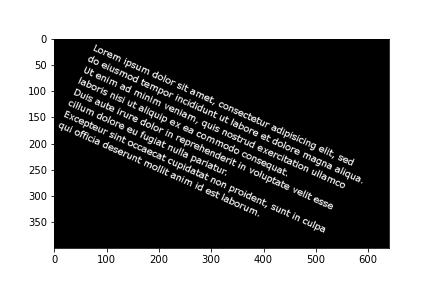 Lorem ipsum dolor sit amet, consectetur adipisicing elit, sed
do eiusmod tempor incididunt ut labore et dolore magna aliqua.
Ut enim ad minim veniam, quis nostrud exercitation ullamco
laboris nisi ut aliquip ex ea commodo consequat.
Duis aute irure dolor in reprehenderit in voluptate velit esse
cillum dolore eu fugiat nulla pariatur.
Excepteur sint occaecat cupidatat non proident, sunt in culpa
qui officia deserunt mollit anim id est laborum.
0
50
100
150
200
250
300
350
0 100 200 300 400 500 600